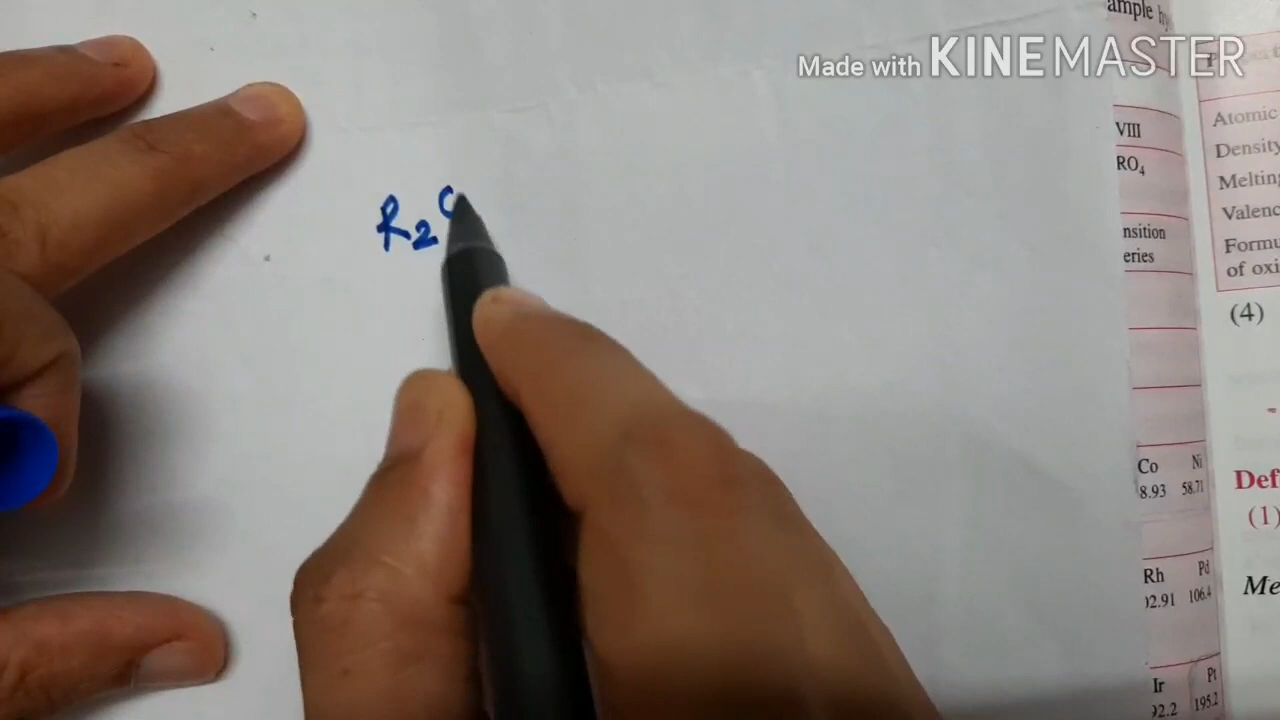 ample
Made with KINEMASTER
R₂
VIII
RO₄
nsition
eries
Atomic
Density
Melting
Valenc
Formu
of oxi
(4)
Co Ni
8.93 58.71
Def
(1)
Rh Pd
92.91 106.4
Me
Ir Pt
92.2 195.2